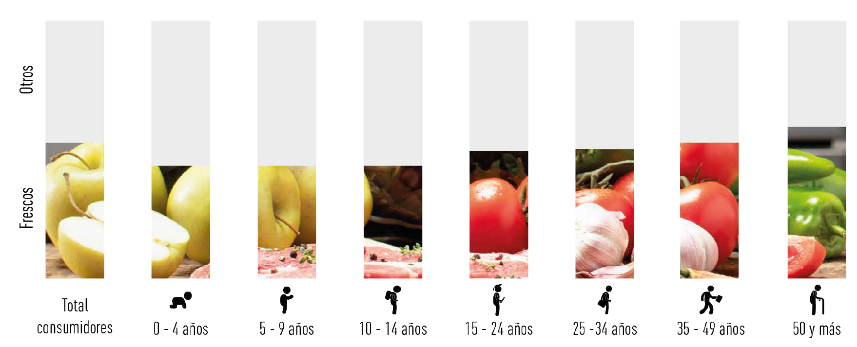 Otros
Frescos
Total
consumidores
0 - 4 años
5 - 9 años
10 - 14 años
15 - 24 años
25 -34 años
35 - 49 años
50 y más